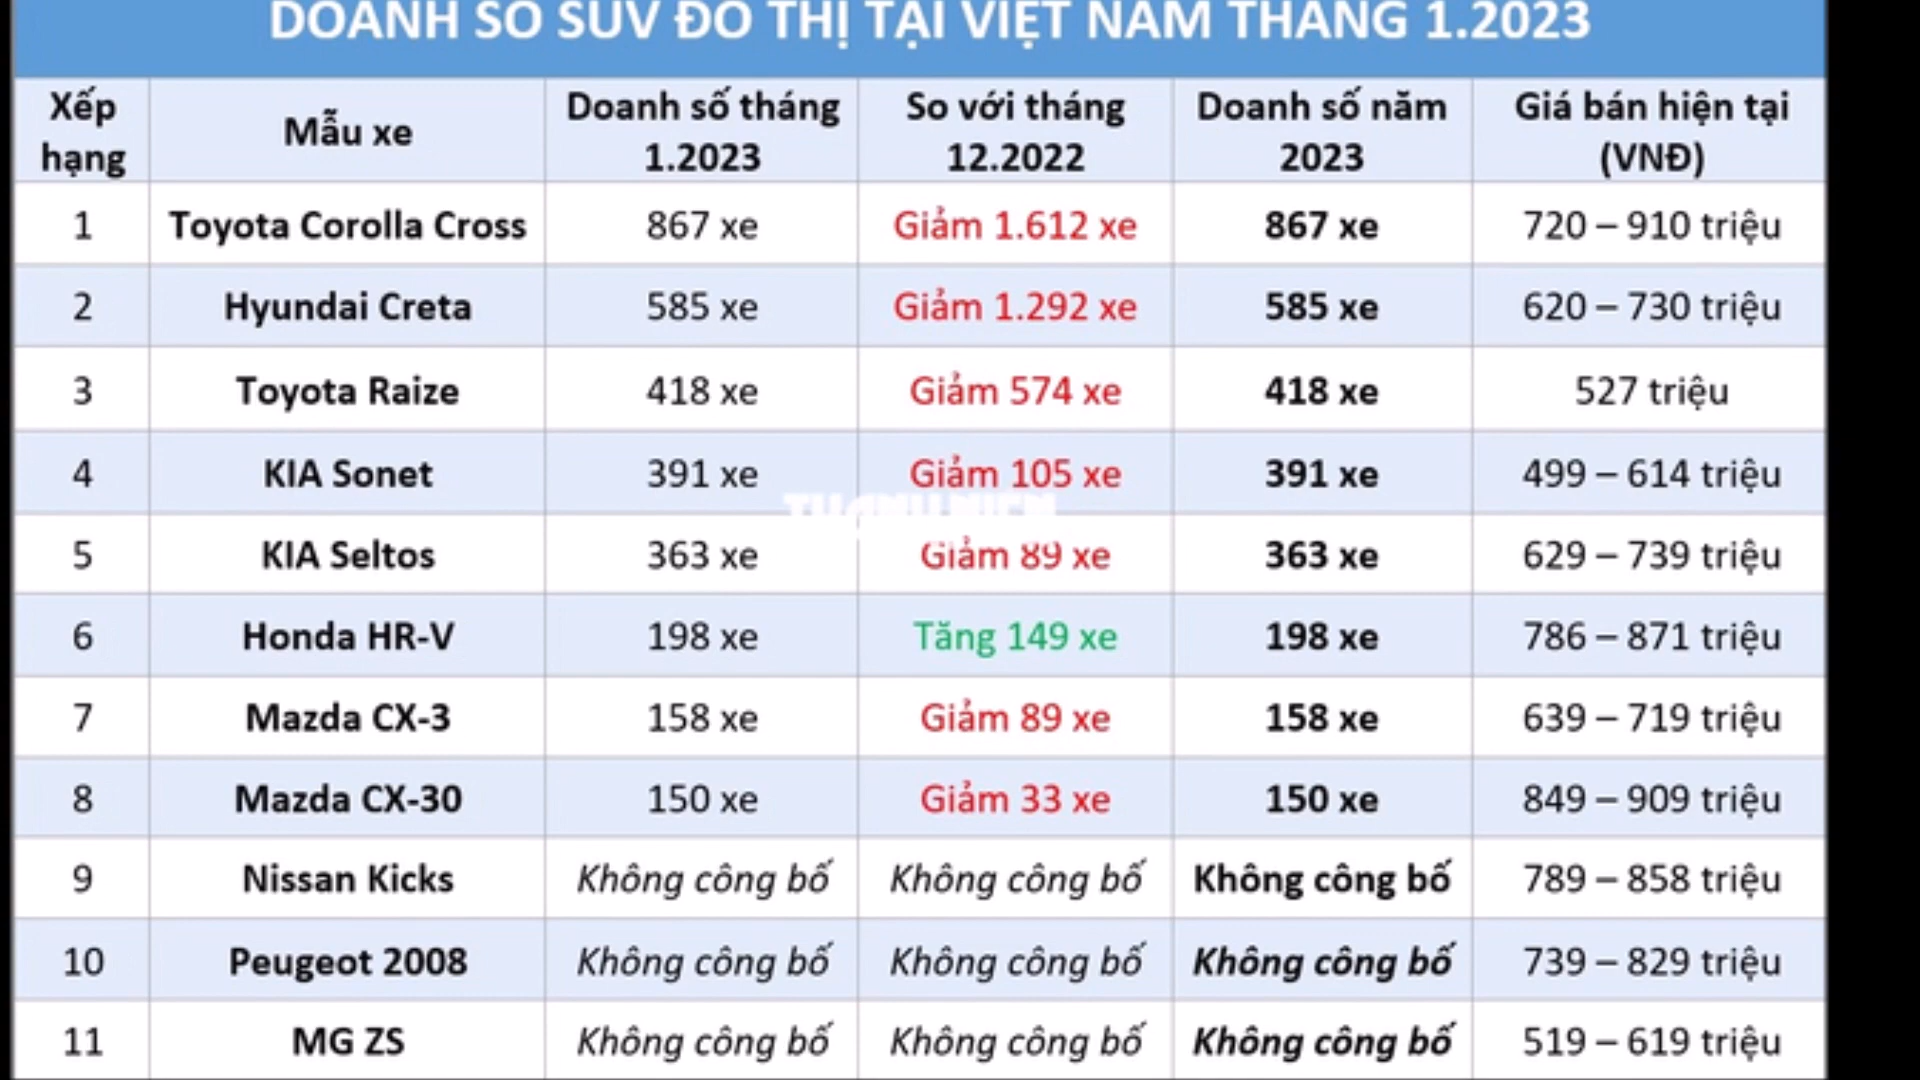 DOANH SỐ SUV ĐÔ THỊ TẠI VIỆT NAM THÁNG 1.2023
Xếp hạng Mẫu xe Doanh số tháng 1.2023 So với tháng 12.2022 Doanh số năm 2023 Giá bán hiện tại (VNĐ)
1 Toyota Corolla Cross 867 xe Giảm 1.612 xe 867 xe 720 – 910 triệu
2 Hyundai Creta 585 xe Giảm 1.292 xe 585 xe 620 – 730 triệu
3 Toyota Raize 418 xe Giảm 574 xe 418 xe 527 triệu
4 KIA Sonet 391 xe Giảm 105 xe 391 xe 499 – 614 triệu
THANH NIÊN
5 KIA Seltos 363 xe Giảm 89 xe 363 xe 629 – 739 triệu
6 Honda HR-V 198 xe Tăng 149 xe 198 xe 786 – 871 triệu
7 Mazda CX-3 158 xe Giảm 89 xe 158 xe 639 – 719 triệu
8 Mazda CX-30 150 xe Giảm 33 xe 150 xe 849 – 909 triệu
9 Nissan Kicks Không công bố Không công bố Không công bố 789 – 858 triệu
10 Peugeot 2008 Không công bố Không công bố Không công bố 739 – 829 triệu
11 MG ZS Không công bố Không công bố Không công bố 519 – 619 triệu